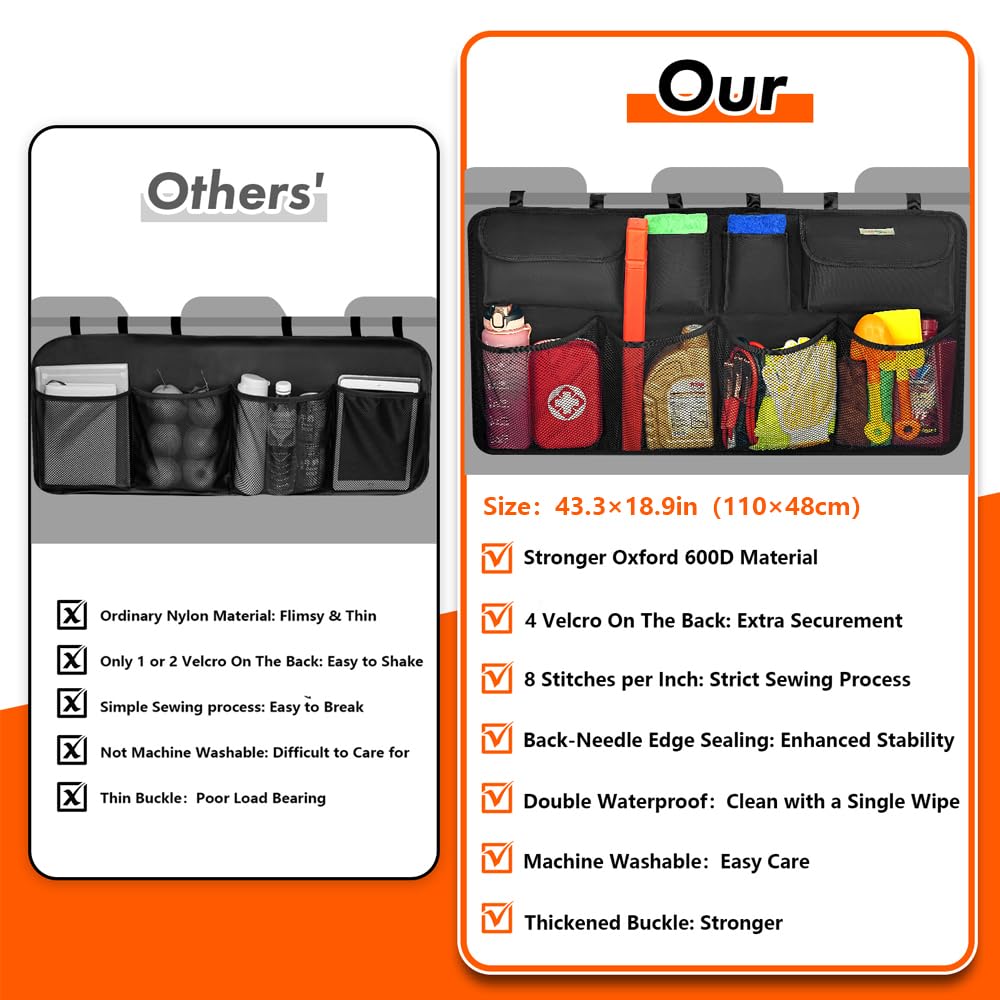 Others'
Ordinary Nylon Material: Flimsy & Thin
Only 1 or 2 Velcro On The Back: Easy to Shake
Simple Sewing process: Easy to Break
Not Machine Washable: Difficult to Care for
Thin Buckle： Poor Load Bearing
Our
Size：43.3×18.9in（110×48cm）
Stronger Oxford 600D Material
4 Velcro On The Back: Extra Securement
8 Stitches per Inch: Strict Sewing Process
Back-Needle Edge Sealing: Enhanced Stability
Double Waterproof：Clean with a Single Wipe
Machine Washable：Easy Care
Thickened Buckle: Stronger